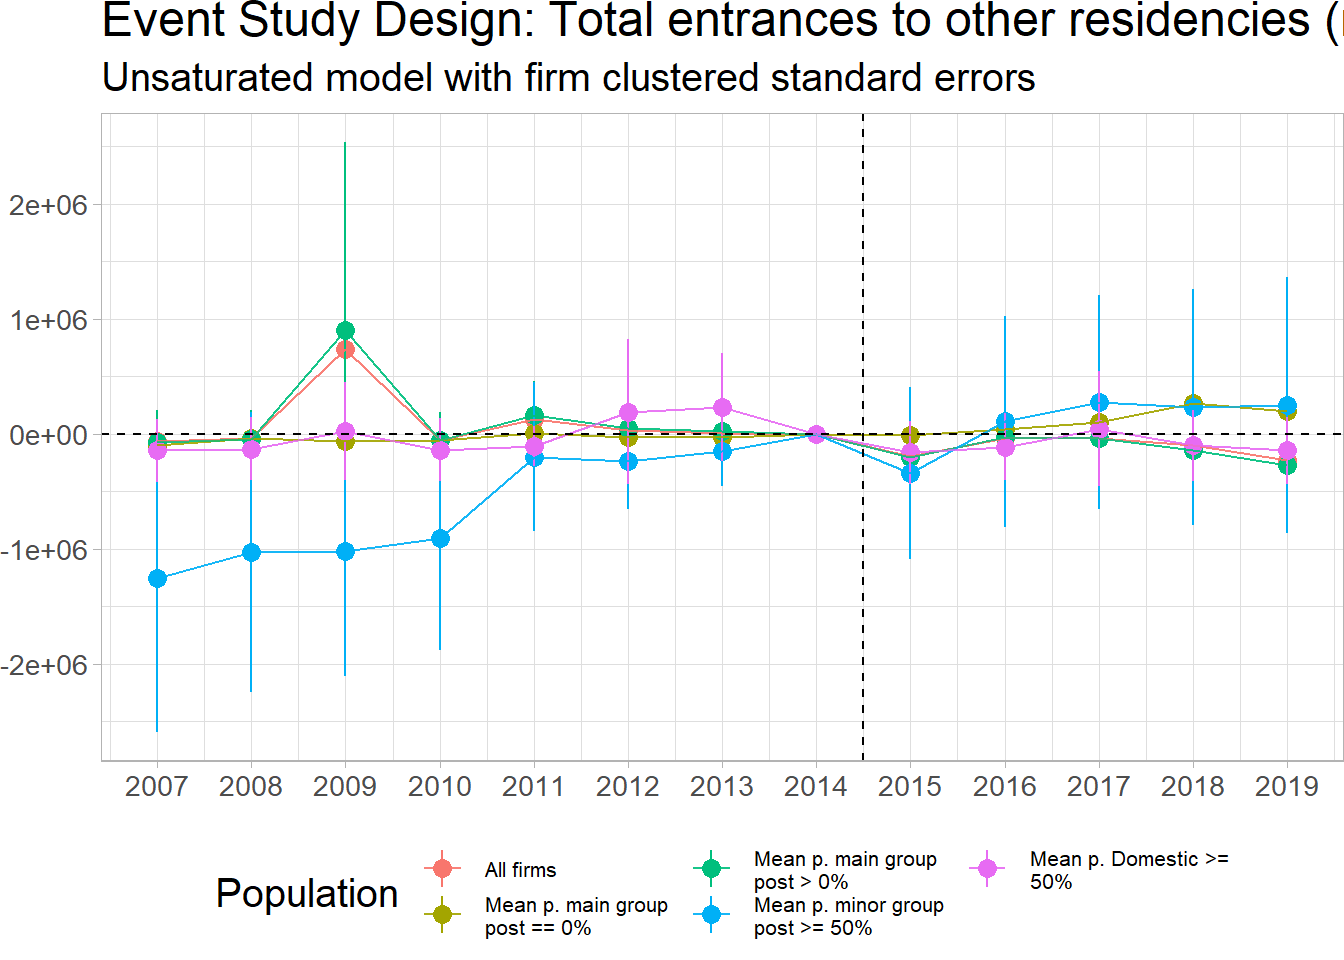 Event Study Design: Total entrances to other residencies (
Unsaturated model with firm clustered standard errors
2e+06
1e+06
0e+00
-1e+06
-2e+06
2007 2008 2009 2010 2011 2012 2013 2014 2015 2016 2017 2018 2019
Population
All firms
Mean p. main group
post == 0%
Mean p. main group
post > 0%
Mean p. minor group
post >= 50%
Mean p. Domestic >=
50%